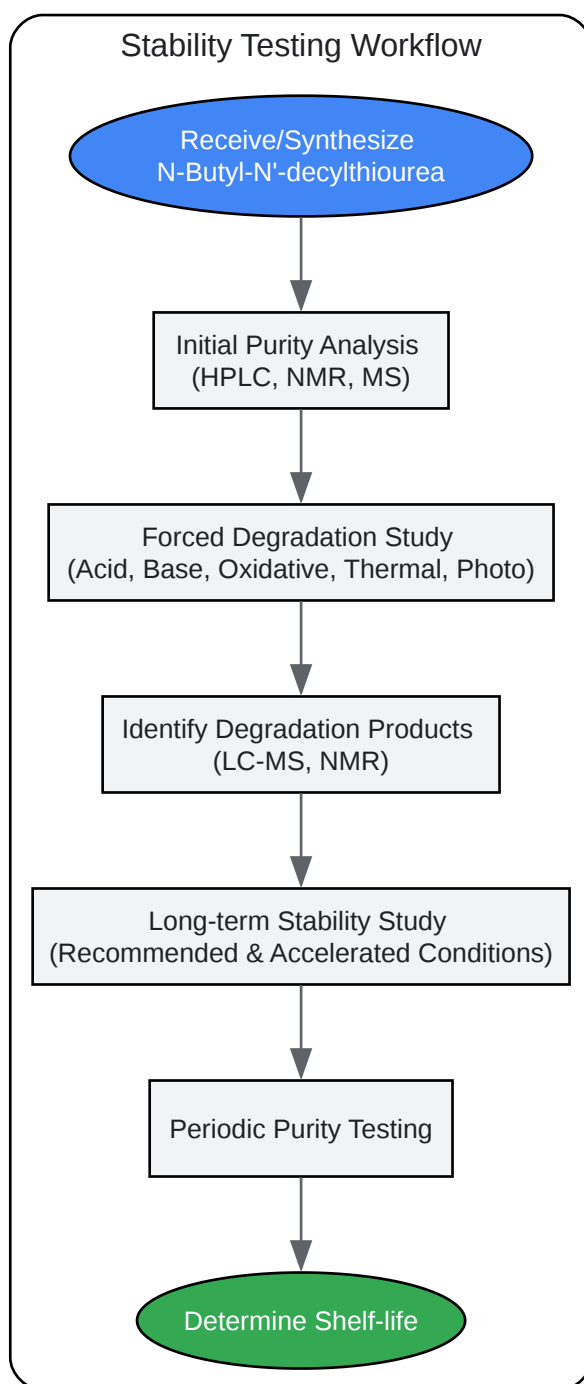 Stability Testing Workflow
Receive/Synthesize
N-Butyl-N'-decylthiourea
Initial Purity Analysis
(HPLC, NMR, MS)
Forced Degradation Study
(Acid, Base, Oxidative, Thermal, Photo)
Identify Degradation Products
(LC-MS, NMR)
Long-term Stability Study
(Recommended & Accelerated Conditions)
Periodic Purity Testing
Determine Shelf-life